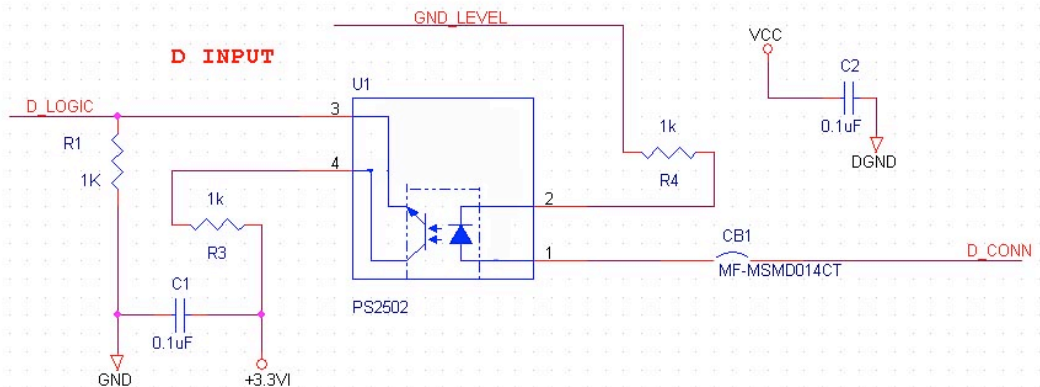 GND_LEVEL
D INPUT
VCC
C2
0.1uF
DGND
U1
D_LOGIC
3
R1
1K
4
1k
R3
1k
R4
2
1
CB1
MF-MSMD014CT
D_CONN
C1
0.1uF
PS2502
GND
+3.3VI